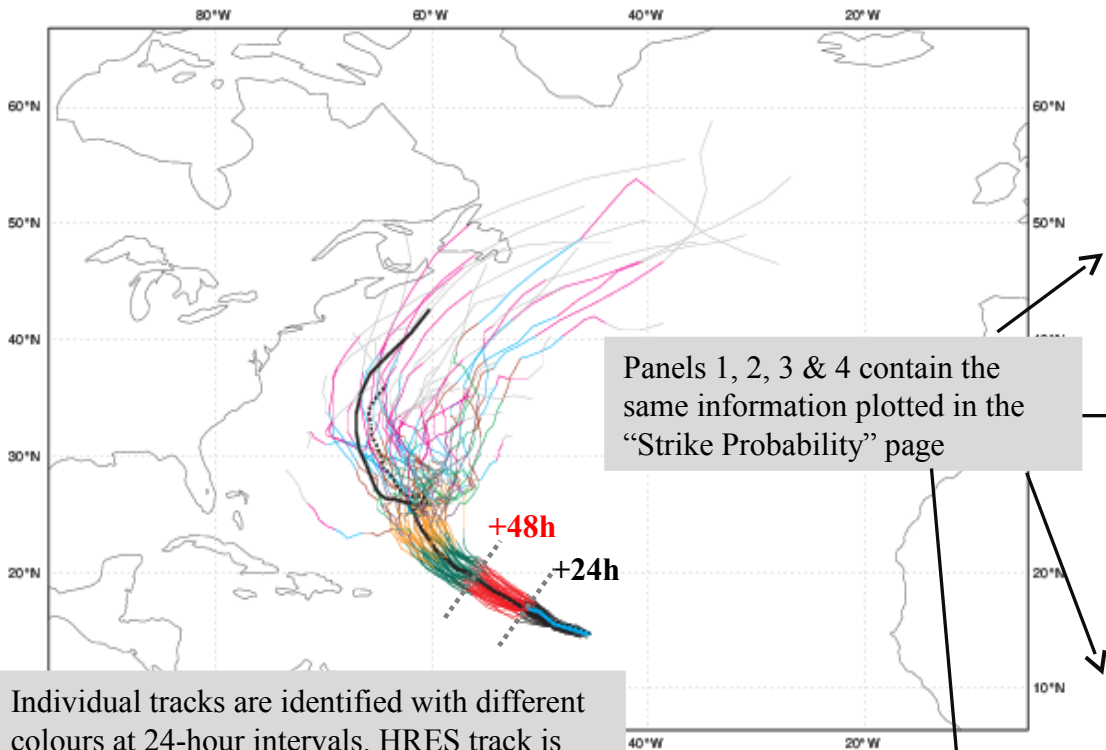 80°W 60°W 40°W 20°W
60°N 60°N
50°N 50°N
40°N
Panels 1, 2, 3 & 4 contain the
same information plotted in the
“Strike Probability” page
30°N
+48h
+24h
20°N 20°N
10°N
Individual tracks are identified with different
colours at 24-hour intervals. HRES track is
40°W 20°W